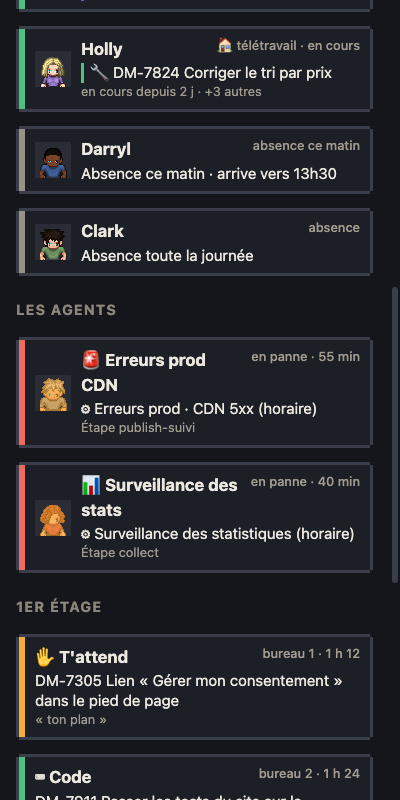 Holly
🏠 télétravail · en cours
🔧 DM-7824 Corriger le tri par prix
en cours depuis 2 j · +3 autres
Darryl
absence ce matin
Absence ce matin · arrive vers 13h30
Clark
absence
Absence toute la journée
LES AGENTS
🚨 Erreurs prod
CDN
en panne · 55 min
⚙ Erreurs prod · CDN 5xx (horaire)
Étape publish-suivi
📊 Surveillance des
stats
en panne · 40 min
⚙ Surveillance des statistiques (horaire)
Étape collect
1ER ÉTAGE
🖐 T'attend
bureau 1 · 1 h 12
DM-7305 Lien « Gérer mon consentement »
dans le pied de page
« ton plan »
⌨ Code
bureau 2 · 1 h 24